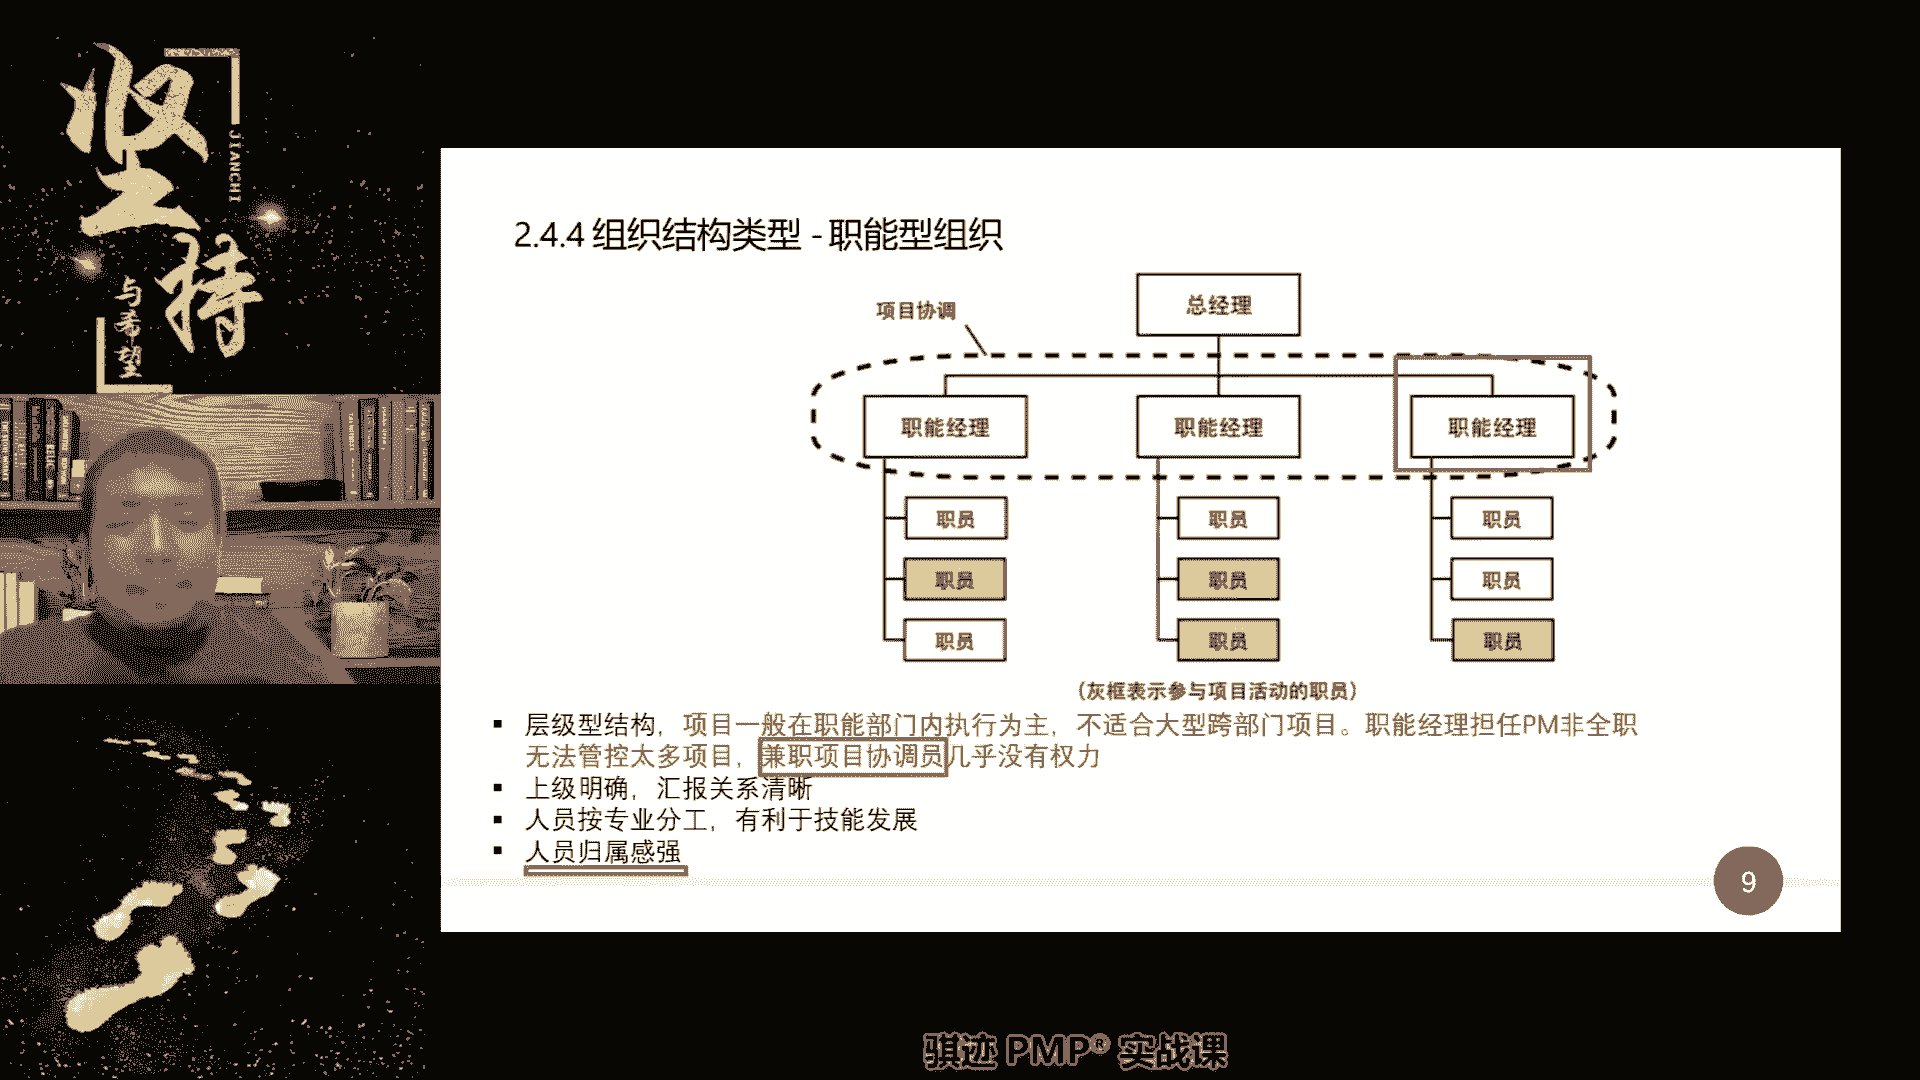 坚持
JIANCHI
与希望
2.4.4 组织结构类型 - 职能型组织
总经理
项目协调
职能经理 职能经理 职能经理
职员 职员 职员
职员 职员 职员
职员 职员 职员
（灰框表示参与项目活动的职员）
▪ 层级型结构，项目一般在职能部门内执行为主，不适合大型跨部门项目。职能经理担任PM非全职
无法管控太多项目，兼职项目协调员几乎没有权力
▪ 上级明确，汇报关系清晰
▪ 人员按专业分工，有利于技能发展
▪ 人员归属感强
9
骐迹 PMP® 实战课